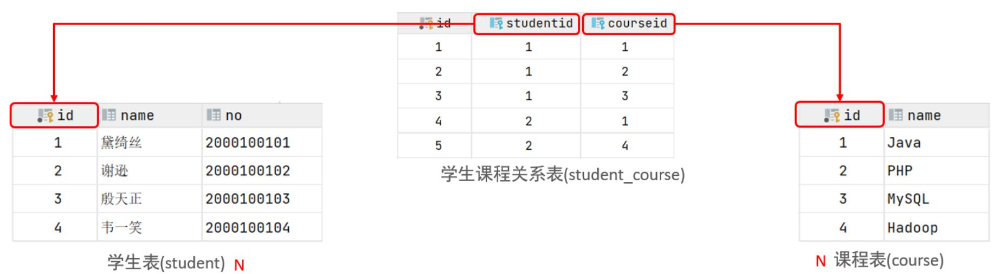 id studentid courseid
1 1 1
2 1 2
3 1 3
4 2 1
5 2 4
学生课程关系表(student_course)
id name no
1 黛绮丝 2000100101
2 谢逊 2000100102
3 殷天正 2000100103
4 韦一笑 2000100104
学生表(student) N
id name
1 Java
2 PHP
3 MySQL
4 Hadoop
N 课程表(course)